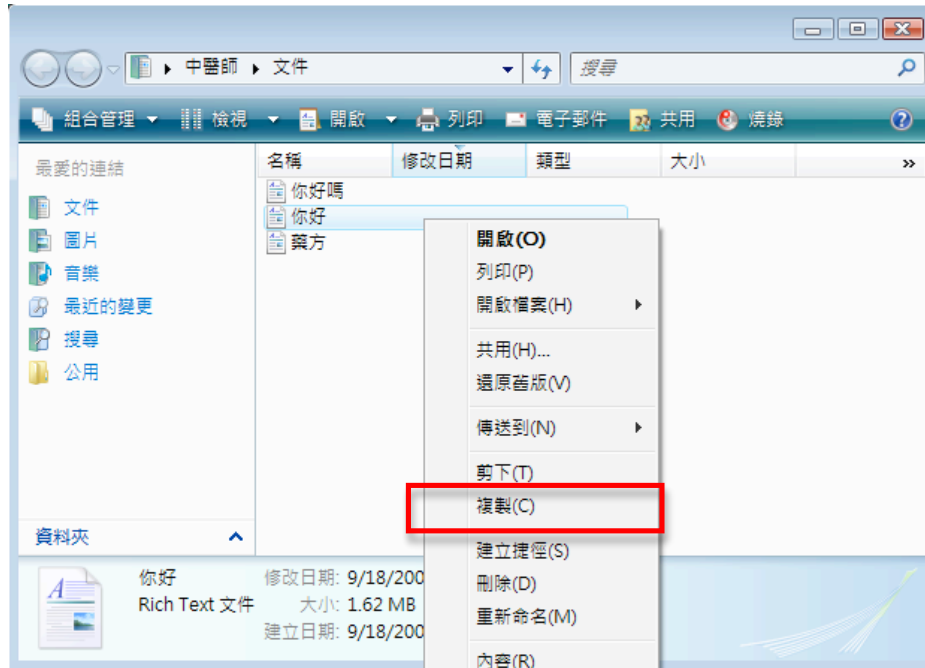 中醫師 文件 搜尋
組合管理 檢視 開啟 列印 電子郵件 共用 燒錄
最愛的連結
文件
圖片
音樂
最近的變更
搜尋
公用
資料夾
名稱 修改日期 類型 大小
你好嗎
你好
藥方
開啟(O)
列印(P)
開啟檔案(H)
共用(H)...
還原舊版(V)
傳送到(N)
剪下(T)
複製(C)
建立捷徑(S)
刪除(D)
重新命名(M)
內容(R)
你好 修改日期: 9/18/200
Rich Text 文件 大小: 1.62 MB
建立日期: 9/18/200